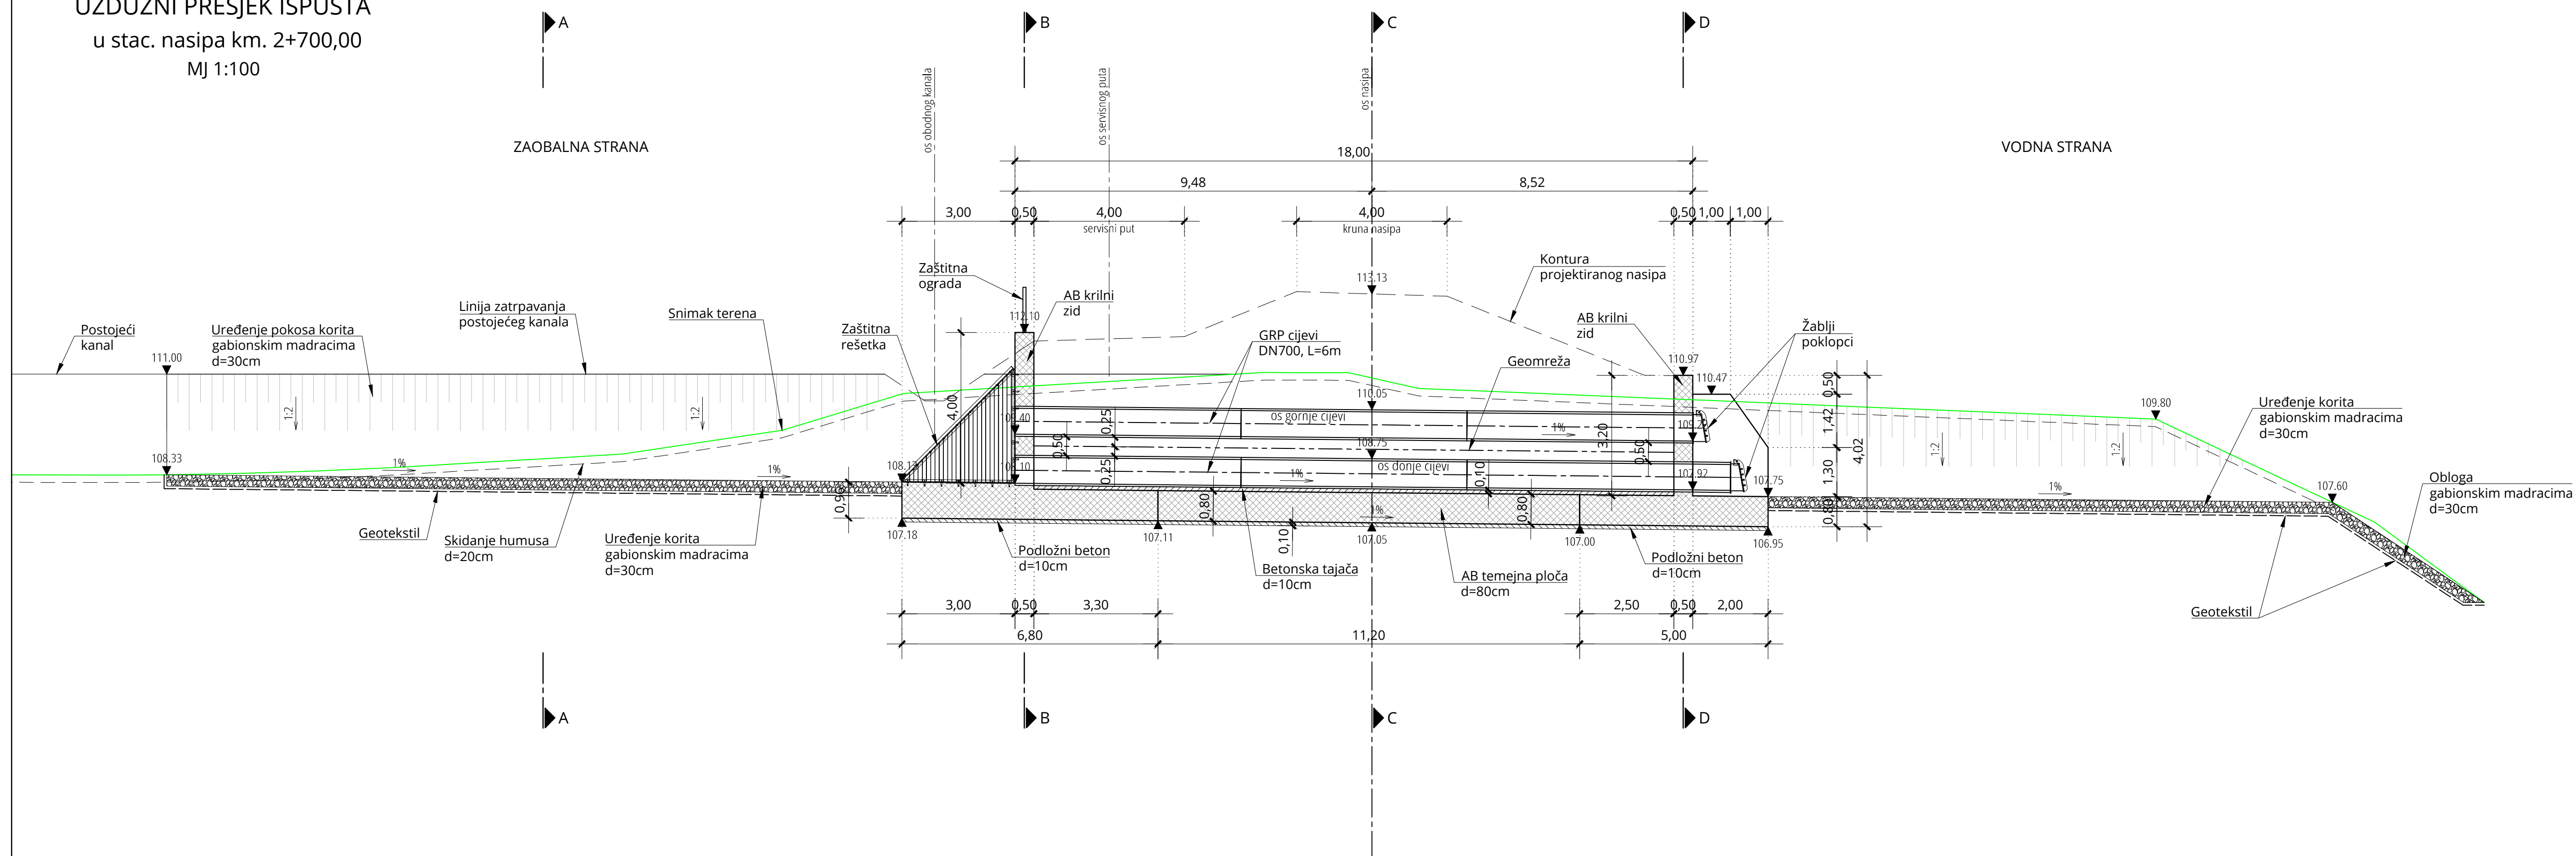 UZDUŽNI PRESJEK ISPUSTA
u stac. nasipa km. 2+700,00
MJ 1:100
A
B
C
D
os obodnog kanala
os servisnog puta
os nasipa
ZAOBALNA STRANA
VODNA STRANA
18,00
9,48
8,52
3,00
0,50
4,00
servisni put
4,00
kruna nasipa
0,50
1,00
1,00
Zaštitna
ograda
AB krilni
zid
113.13
Kontura
projektiranog nasipa
Postojeći
kanal
Uređenje pokosa korita
gabionskim madracima
d=30cm
Linija zatrpavanja
postojećeg kanala
Snimak terena
Zaštitna
rešetka
112.10
GRP cijevi
DN700, L=6m
Geomreža
AB krilni
zid
Žablji
poklopci
111.00
110.97
110.47
1:2
1:2
4,00
110.05
os gornje cijevi
0,25
0,50
0,25
1%
108.75
os donje cijevi
1%
3,20
0,50
0,10
107.92
107.75
0,50
1,42
1,30
0,80
4,02
1:2
1:2
109.80
Uređenje korita
gabionskim madracima
d=30cm
Obloga
gabionskim madracima
d=30cm
108.33
1%
1%
0,96
0,80
0,80
1%
1%
107.60
Geotekstil
Skidanje humusa
d=20cm
Uređenje korita
gabionskim madracima
d=30cm
107.18
Podložni beton
d=10cm
107.11
0,10
Betonska tajača
d=10cm
107.05
AB temejna ploča
d=80cm
107.00
Podložni beton
d=10cm
106.95
Geotekstil
3,00
0,50
3,30
2,50
0,50
2,00
6,80
11,20
5,00
A
B
C
D